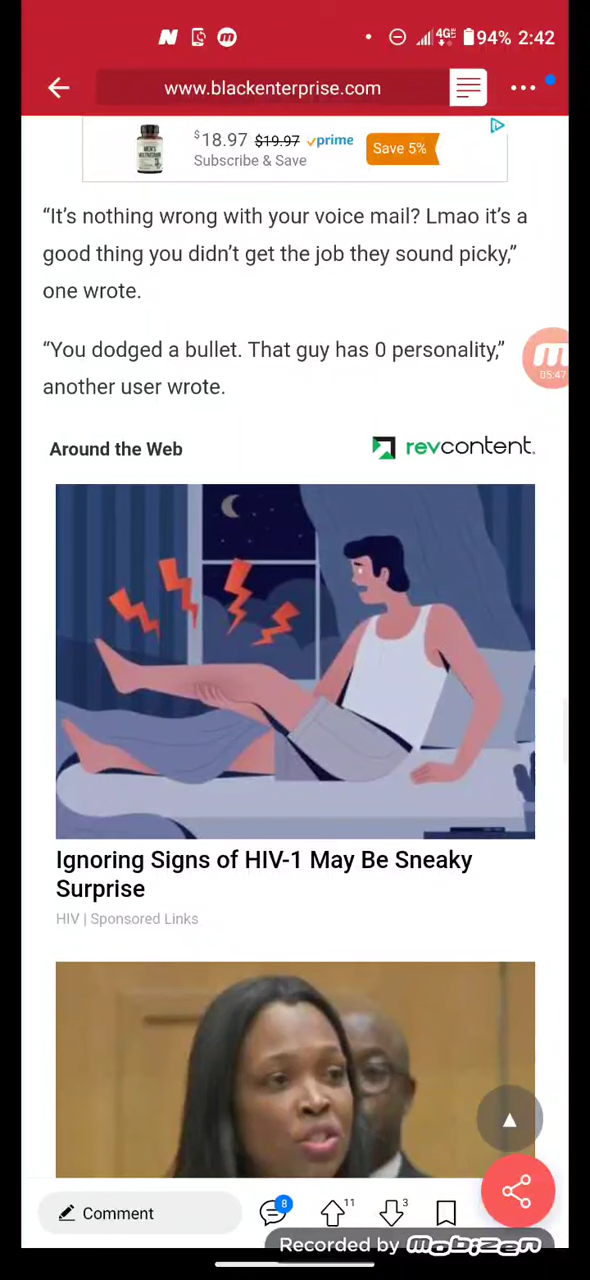 4GE 94% 2:42
www.blackenterprise.com
$18.97 $19.97 prime
Subscribe & Save
Save 5%
“It’s nothing wrong with your voice mail? Lmao it’s a
good thing you didn’t get the job they sound picky,”
one wrote.
“You dodged a bullet. That guy has 0 personality,”
another user wrote.
05:47
Around the Web
revcontent.
Ignoring Signs of HIV-1 May Be Sneaky
Surprise
HIV | Sponsored Links
Comment
8
11
3
Recorded by mobizen